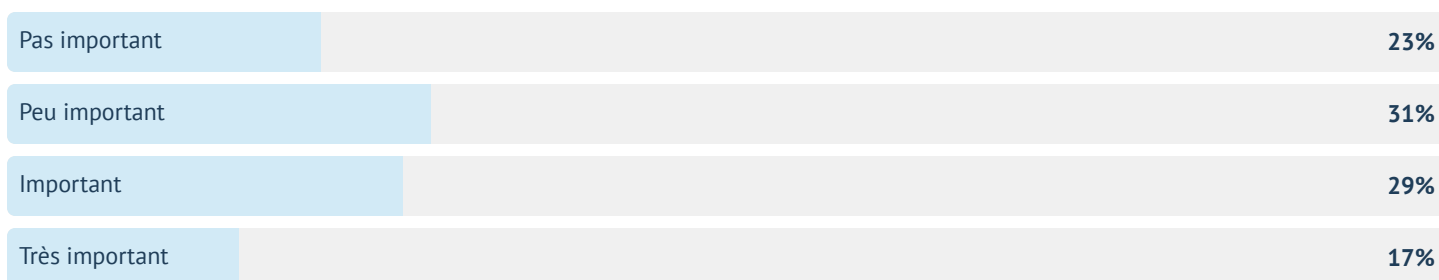 Pas important 23%
Peu important 31%
Important 29%
Très important 17%